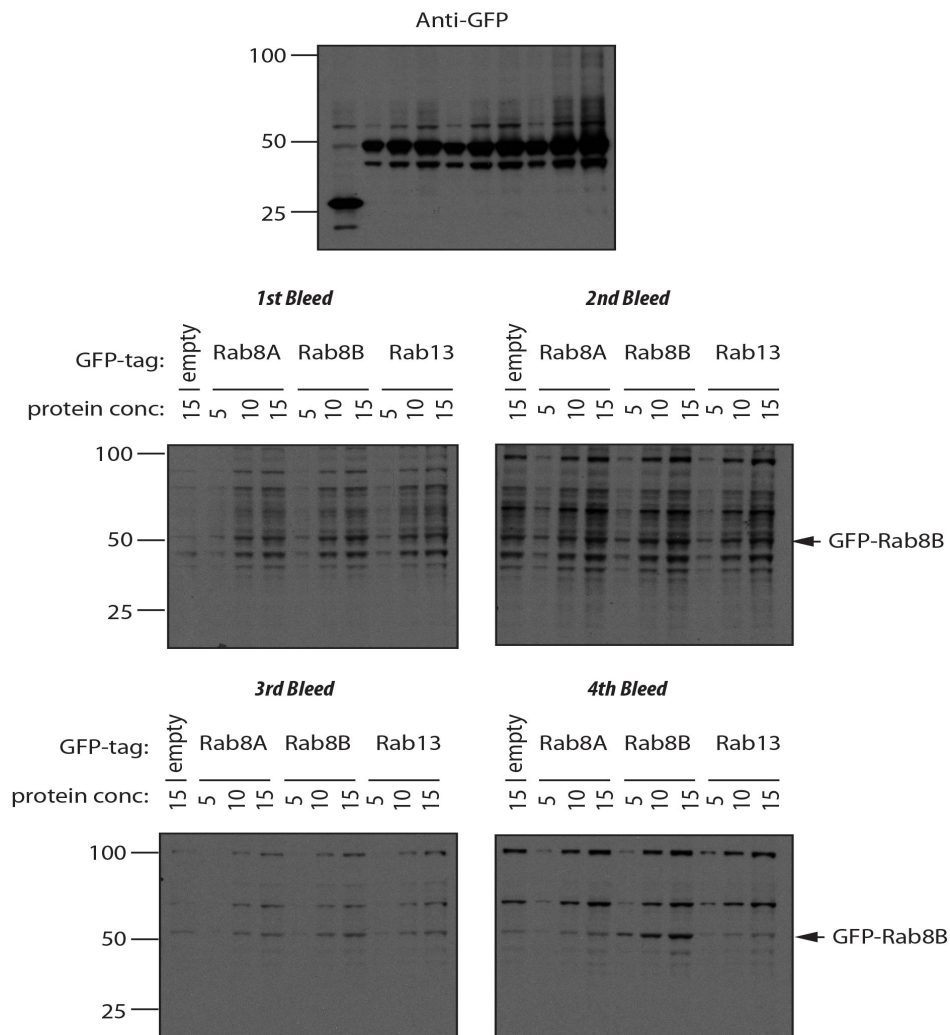 Anti-GFP
100
50
25
1st Bleed
2nd Bleed
GFP-tag: empty Rab8A Rab8B Rab13
empty Rab8A Rab8B Rab13
protein conc: 15 5 10 15 5 10 15 5 10 15
15 5 10 15 5 10 15 5 10 15
100
50
GFP-Rab8B
25
3rd Bleed
4th Bleed
GFP-tag: empty Rab8A Rab8B Rab13
empty Rab8A Rab8B Rab13
protein conc: 15 5 10 15 5 10 15 5 10 15
15 5 10 15 5 10 15 5 10 15
100
50
GFP-Rab8B
25